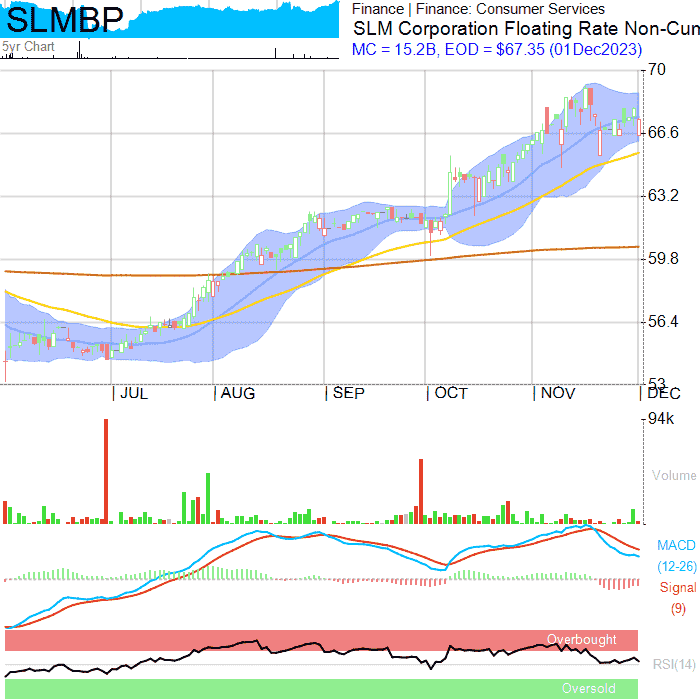 SLMBP
Finance | Finance: Consumer Services
SLM Corporation Floating Rate Non-Cun
5yr Chart
MC = 15.2B, EOD = $67.35 (01Dec2023)
70
66.6
63.2
59.8
56.4
53
JUL AUG SEP OCT NOV DEC
94k
Volume
MACD
(12-26)
Signal
(9)
Overbought
RSI(14)
Oversold